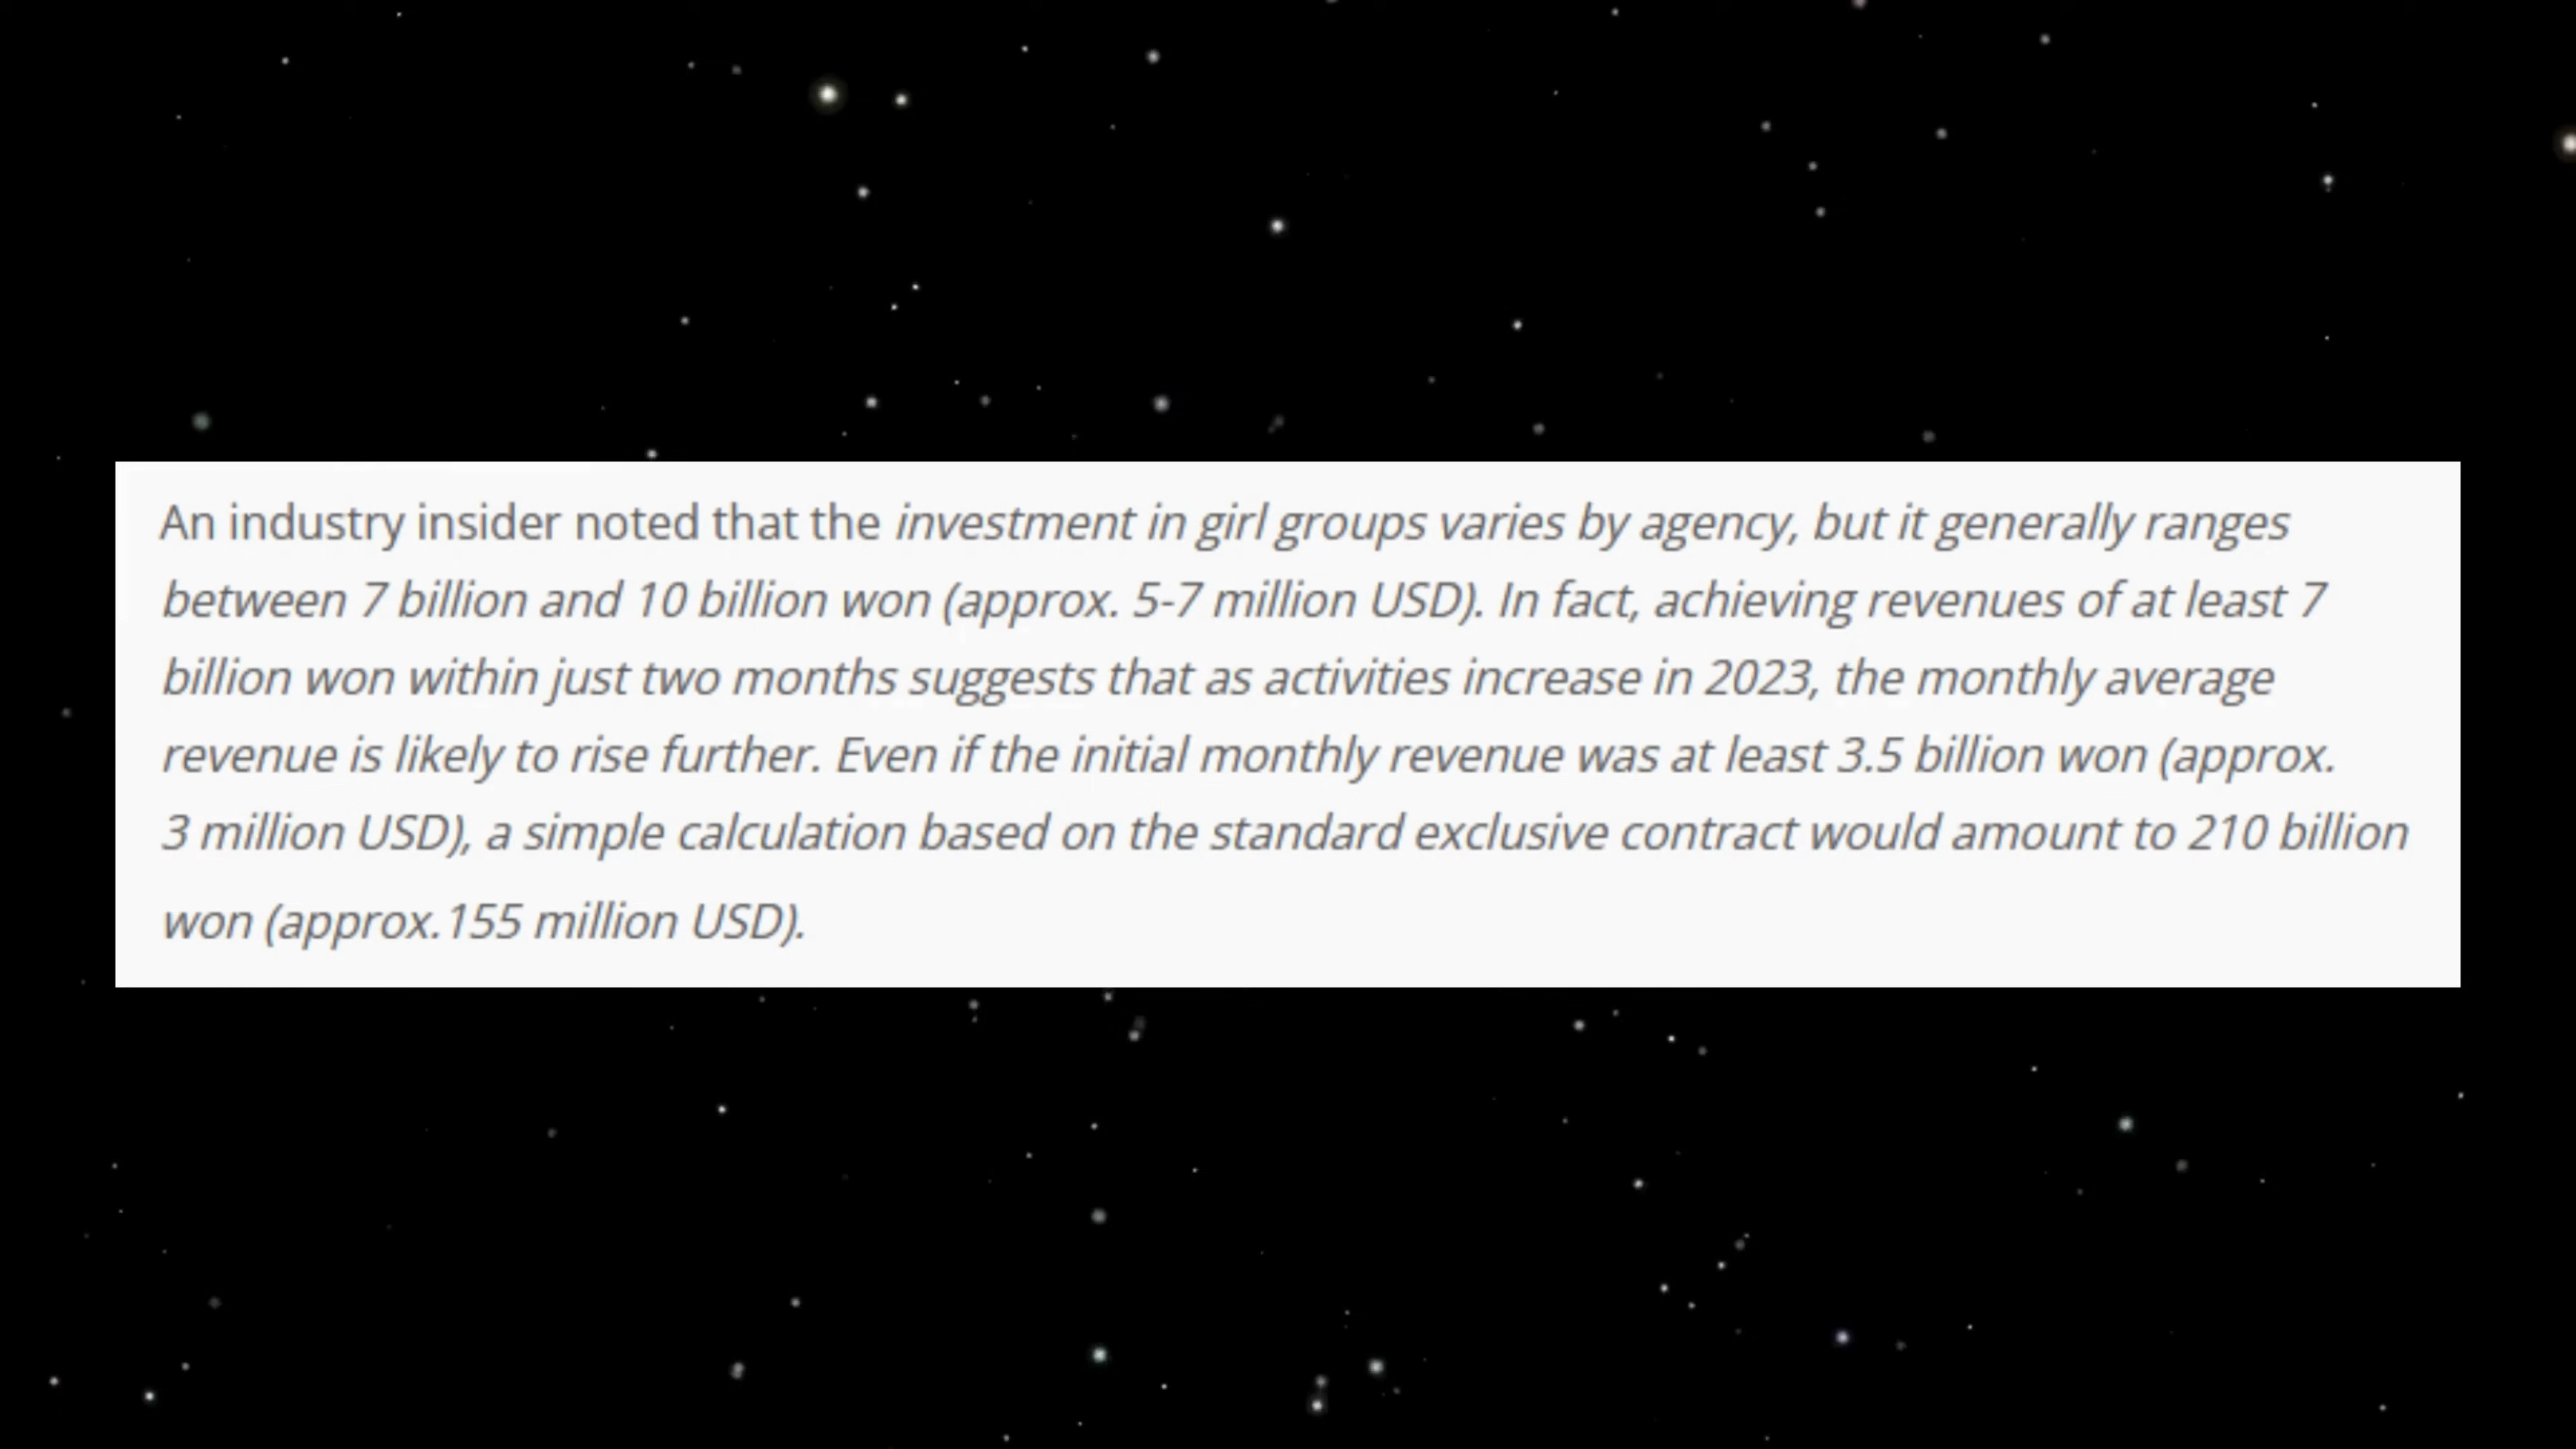 An industry insider noted that the investment in girl groups varies by agency, but it generally ranges
between 7 billion and 10 billion won (approx. 5-7 million USD). In fact, achieving revenues of at least 7
billion won within just two months suggests that as activities increase in 2023, the monthly average
revenue is likely to rise further. Even if the initial monthly revenue was at least 3.5 billion won (approx.
3 million USD), a simple calculation based on the standard exclusive contract would amount to 210 billion
won (approx.155 million USD).